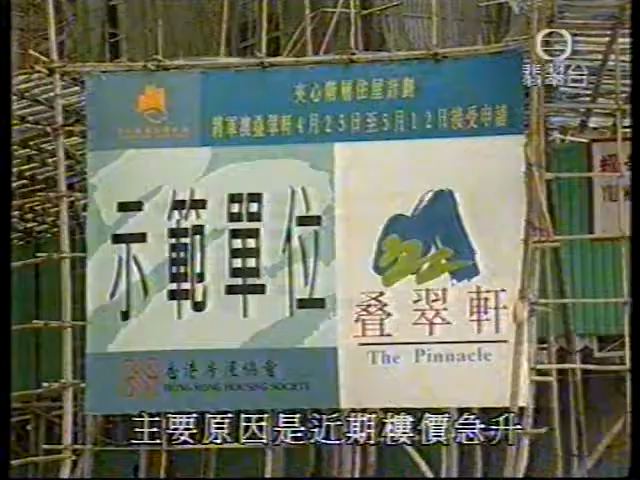 翡翠台
夾心階層住屋計劃
將軍澳叠翠軒4月25日至5月12日接受申請
示範單位
叠翠軒
The Pinnacle
香港房屋協會
HONG KONG HOUSING SOCIETY
主要原因是近期樓價急升